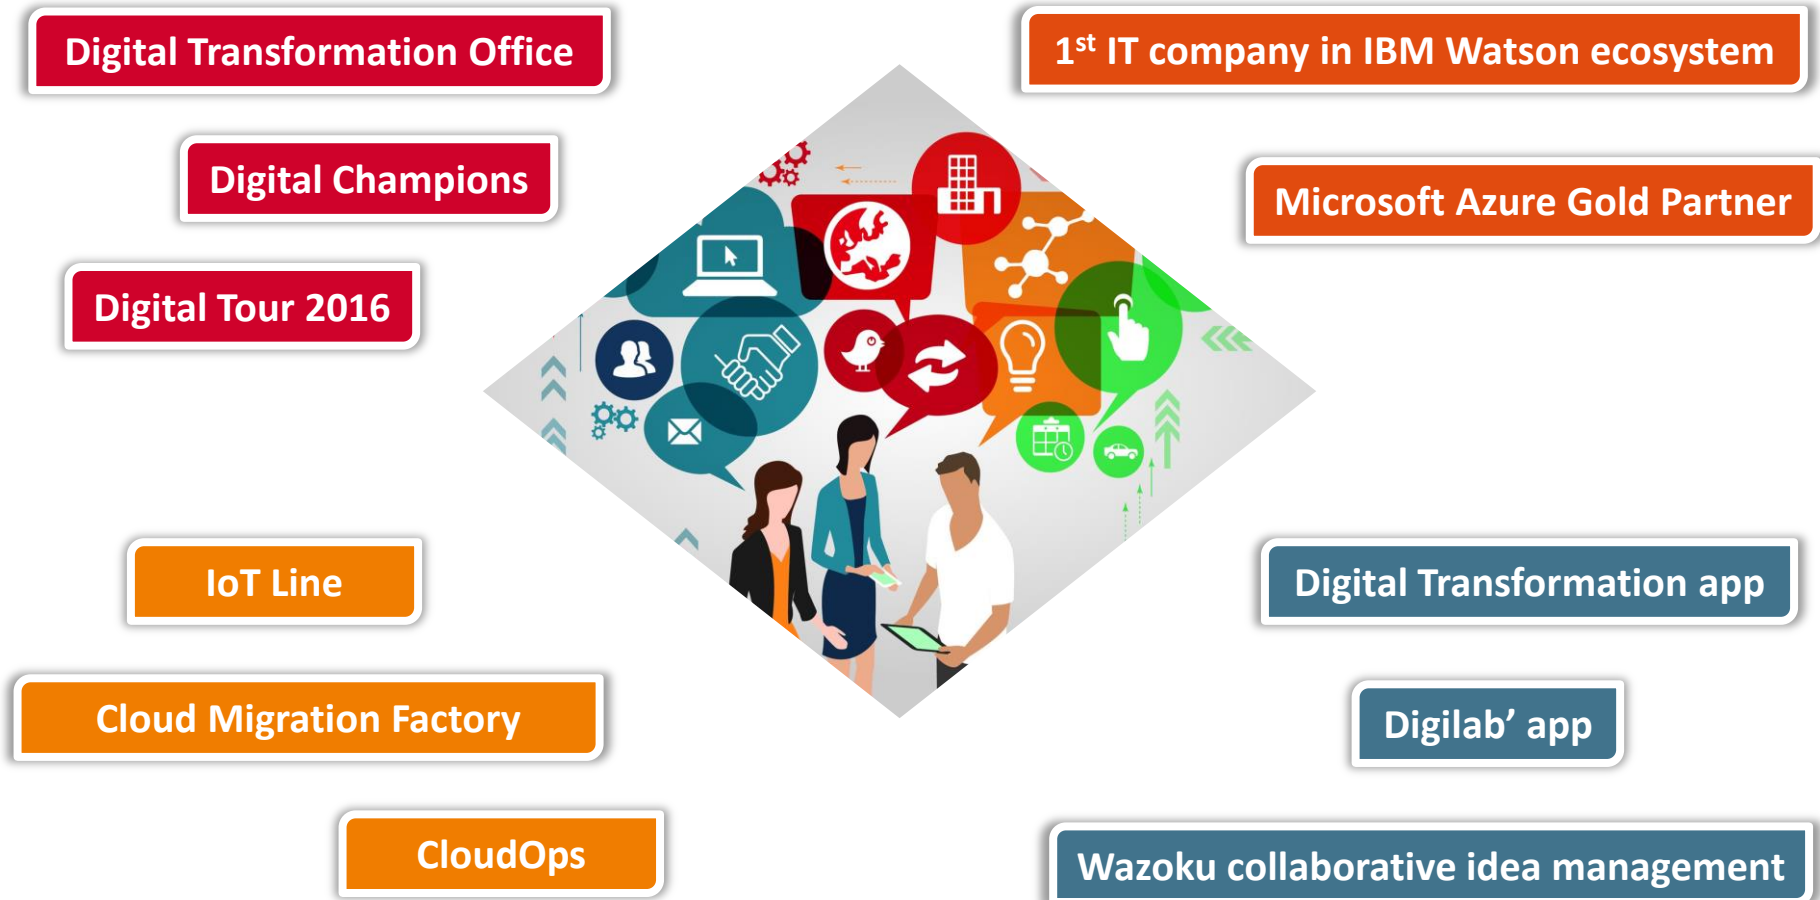 Digital Transformation Office
Digital Champions
Digital Tour 2016
1st IT company in IBM Watson ecosystem
Microsoft Azure Gold Partner
IoT Line
Cloud Migration Factory
CloudOps
Digital Transformation app
Digilab’ app
Wazoku collaborative idea management